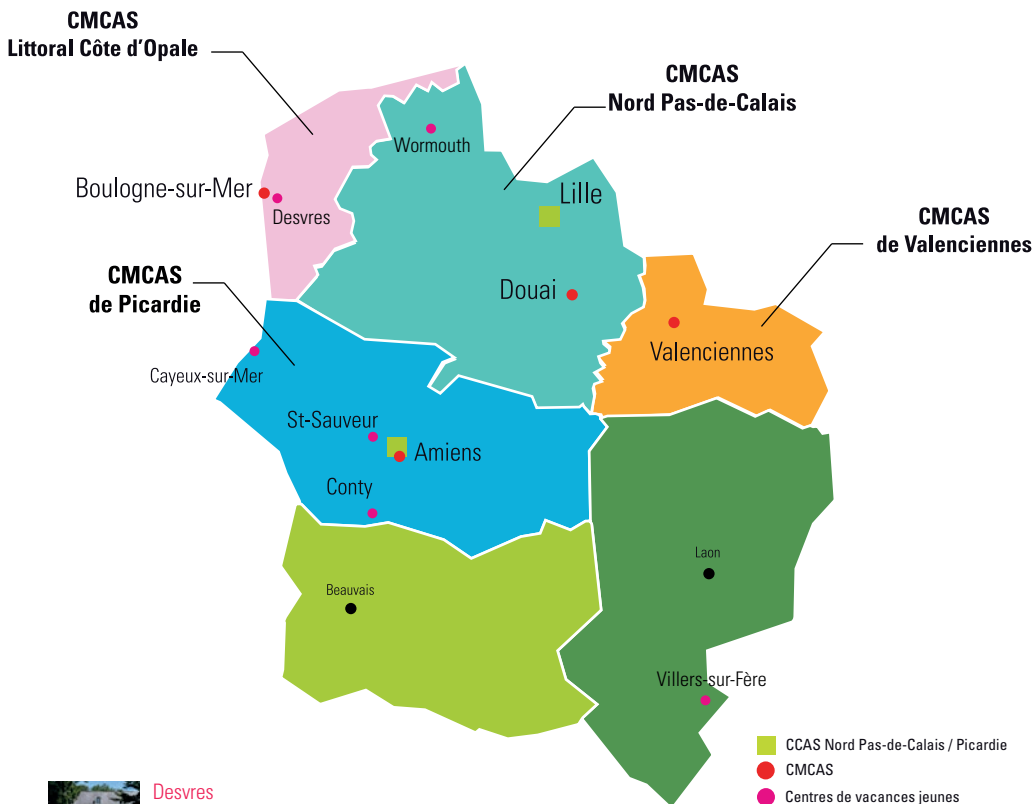 CMCAS
Littoral Côte d'Opale
CMCAS
Nord Pas-de-Calais
Wormouth
Boulogne-sur-Mer
Desvres
Lille
CMCAS
de Valenciennes
CMCAS
de Picardie
Douai
Valenciennes
Cayeux-sur-Mer
St-Sauveur
Amiens
Conty
Laon
Beauvais
Villers-sur-Fère
CCAS Nord Pas-de-Calais / Picardie
CMCAS
Centres de vacances jeunes
Desvres